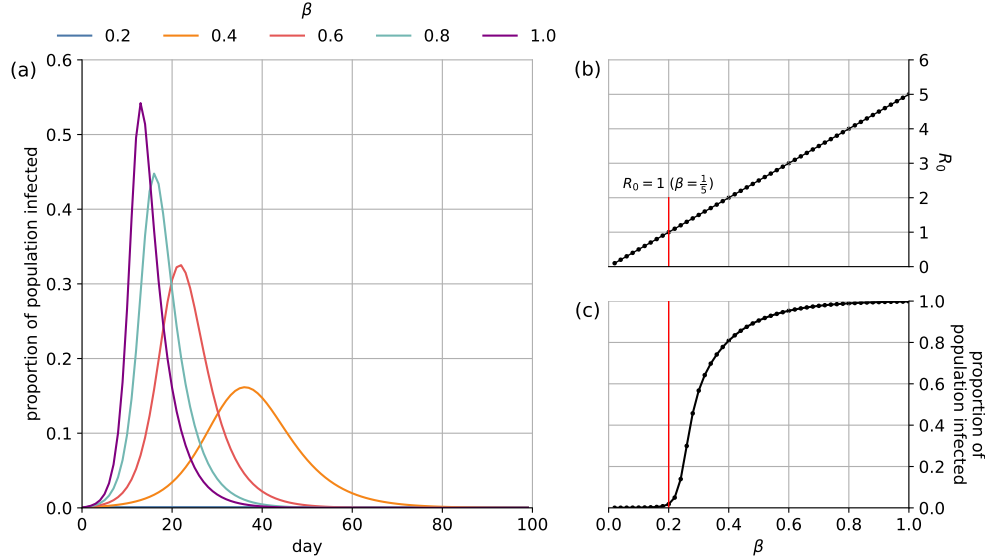 β
0.2 0.4 0.6 0.8 1.0
(a)
0.6
0.5
0.4
0.3
0.2
0.1
0.0
proportion of population infected
0 20 40 60 80 100
day
(b)
6
5
4
3
2
1
0
R₀
R₀ = 1 (β = 1/5)
(c)
1.0
0.8
0.6
0.4
0.2
0.0
proportion of
population infected
0.0 0.2 0.4 0.6 0.8 1.0
β